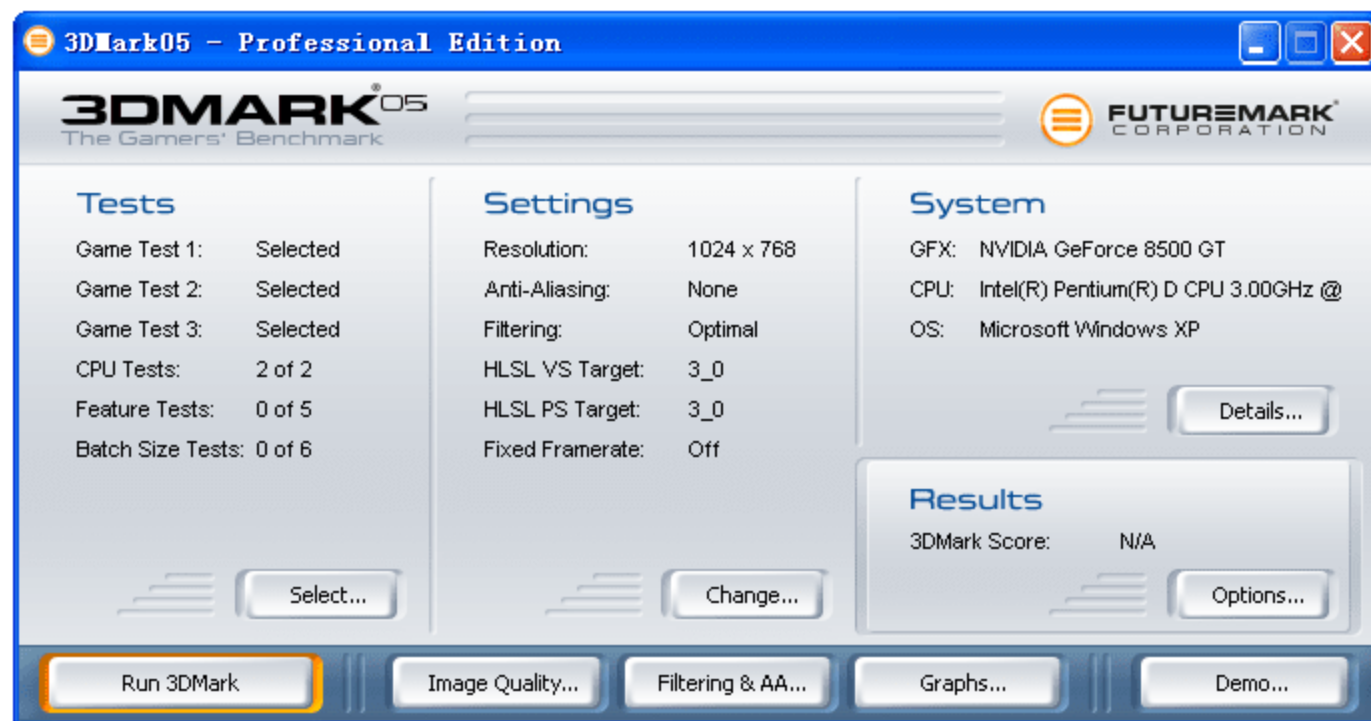 3DMark05 - Professional Edition
3DMARK®05
The Gamers' Benchmark
FUTUREMARK®
CORPORATION
Tests
Game Test 1: Selected
Game Test 2: Selected
Game Test 3: Selected
CPU Tests: 2 of 2
Feature Tests: 0 of 5
Batch Size Tests: 0 of 6
Select...
Settings
Resolution: 1024 x 768
Anti-Aliasing: None
Filtering: Optimal
HLSL VS Target: 3_0
HLSL PS Target: 3_0
Fixed Framerate: Off
Change...
System
GFX: NVIDIA GeForce 8500 GT
CPU: Intel(R) Pentium(R) D CPU 3.00GHz @
OS: Microsoft Windows XP
Details...
Results
3DMark Score: N/A
Options...
Run 3DMark
Image Quality...
Filtering & AA...
Graphs...
Demo...